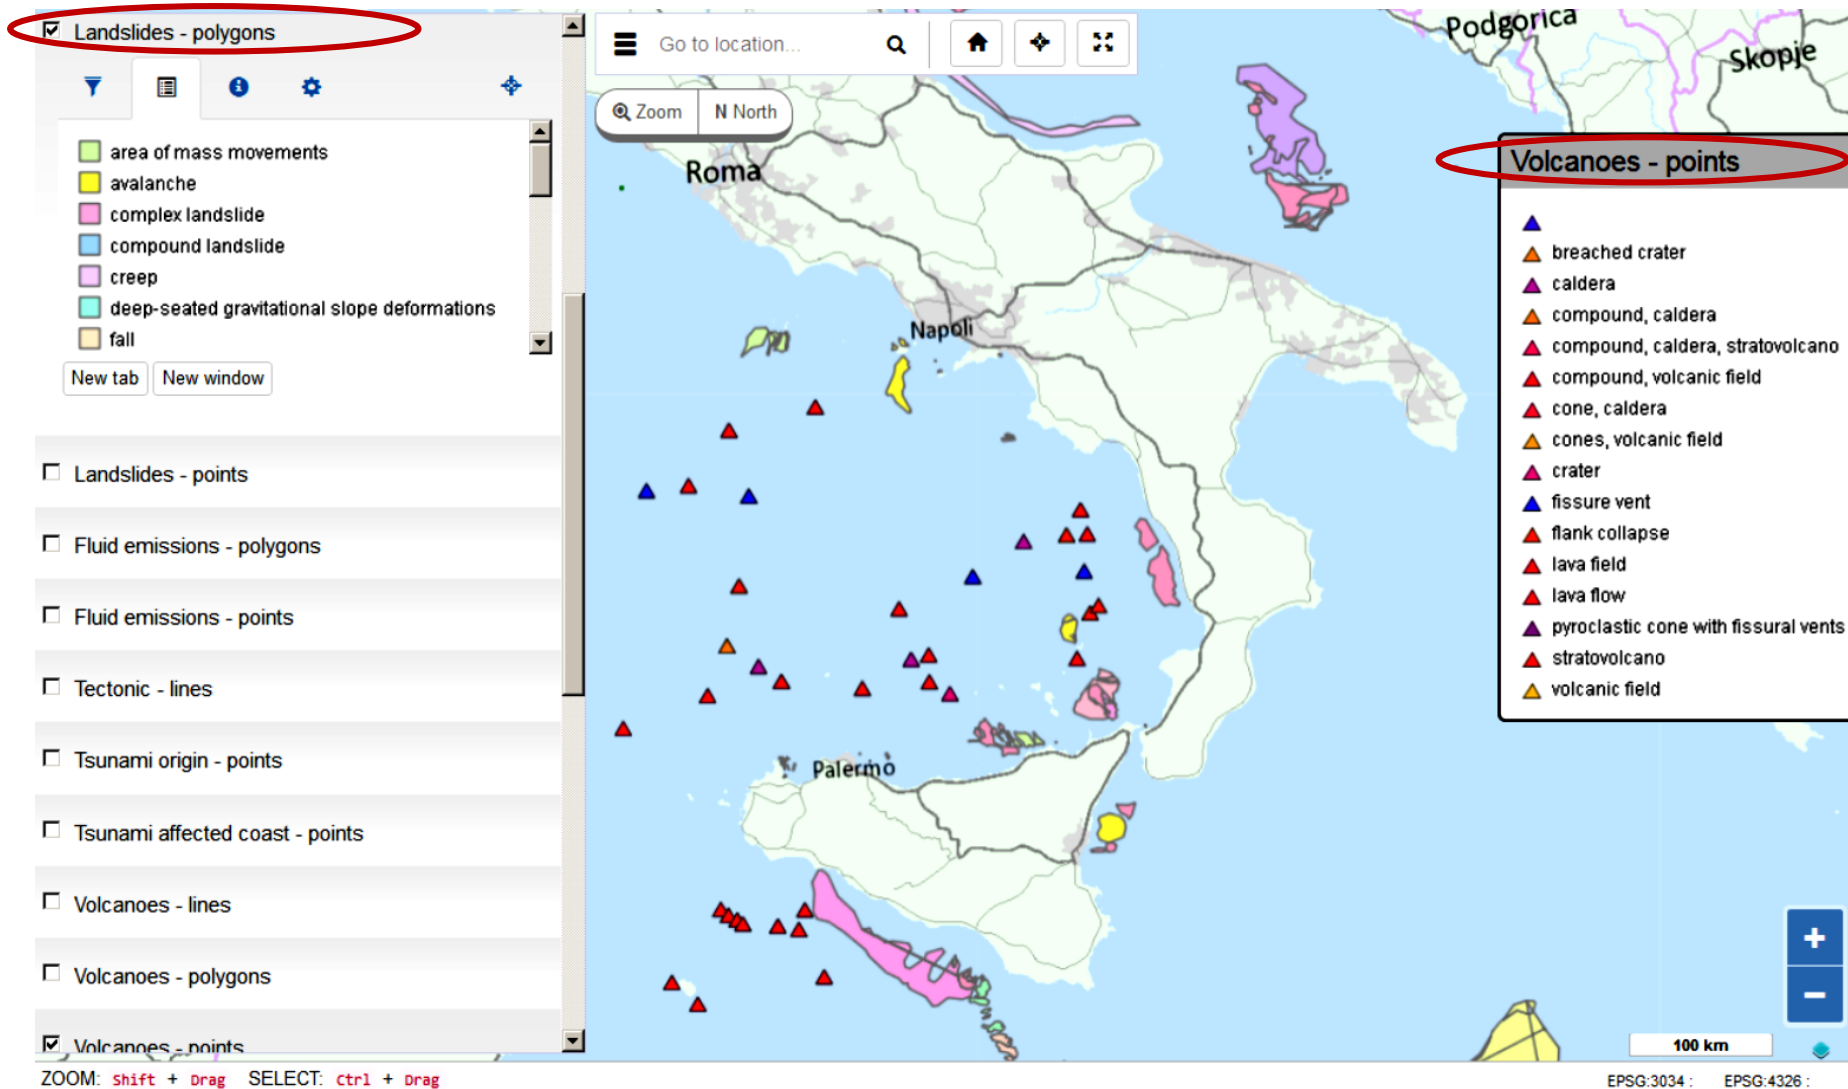 Landslides - polygons
area of mass movements
avalanche
complex landslide
compound landslide
creep
deep-seated gravitational slope deformations
fall
New tab New window
Landslides - points
Fluid emissions - polygons
Fluid emissions - points
Tectonic - lines
Tsunami origin - points
Tsunami affected coast - points
Volcanoes - lines
Volcanoes - polygons
Volcanoes - points
ZOOM: Shift + Drag SELECT: Ctrl + Drag
Go to location...
Zoom N North
Podgorica
Skopje
Roma
Napoli
Palermo
Volcanoes - points
breached crater
caldera
compound, caldera
compound, caldera, stratovolcano
compound, volcanic field
cone, caldera
cones, volcanic field
crater
fissure vent
flank collapse
lava field
lava flow
pyroclastic cone with fissural vents
stratovolcano
volcanic field
+
−
100 km
EPSG:3034 : EPSG:4326 :